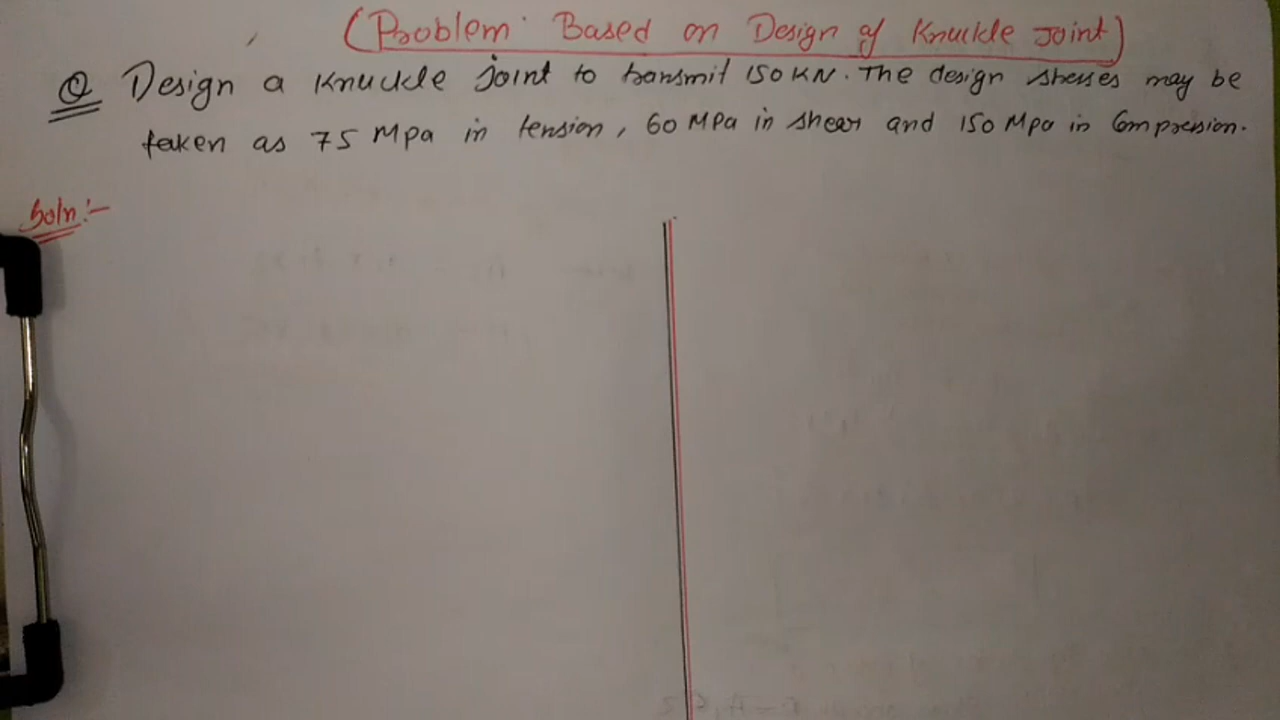 (Problem Based on Design of Knuckle Joint)
Q Design a Knuckle joint to transmit 150 KN. The design stresses may be
taken as 75 MPa in tension, 60 MPa in shear and 150 MPa in Compression.
Soln:-